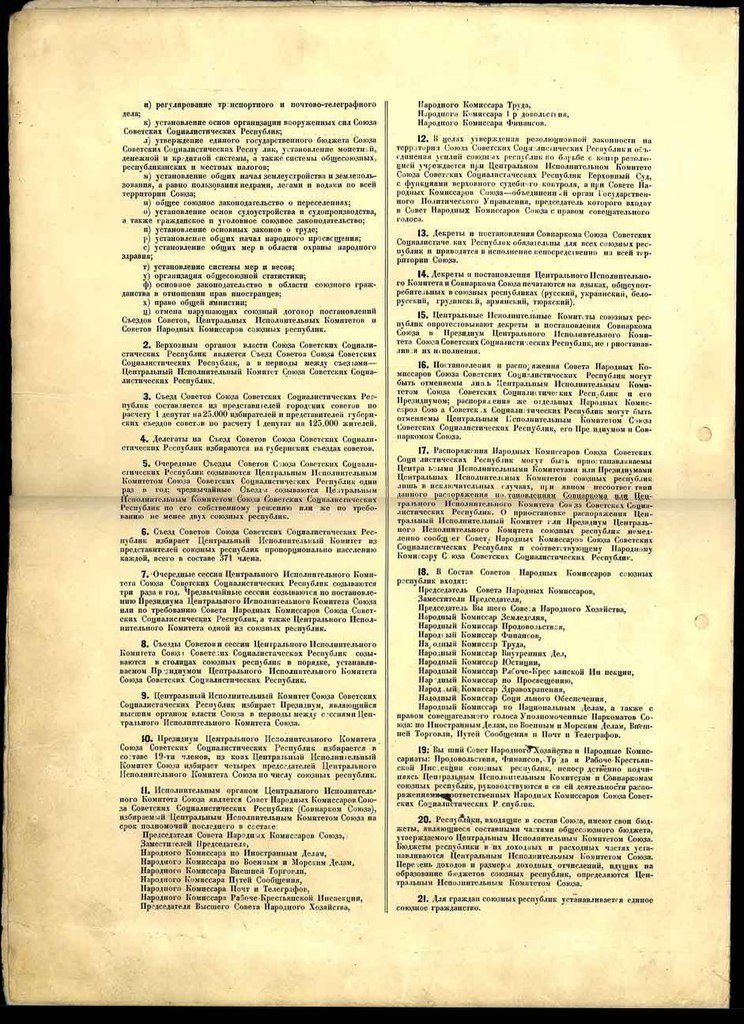 и) регулирование транспортного и почтово-телеграфного
дела;
к) установление основ организации вооруженных сил Союза
Советских Социалистических Республик;
л) утверждение единого государственного бюджета Союза
Советских Социалистических Республик, установление монетной,
денежной и кредитной системы, а также системы общесоюзных,
республиканских и местных налогов;
м) установление общих начал землеустройства и землепользования,
а равно пользования недрами, лесами и водами по всей
территории Союза;
н) общее союзное законодательство о переселениях;
о) установление основ судоустройства и судопроизводства,
а также гражданское и уголовное союзное законодательство;
п) установление основных законов о труде;
р) установление общих начал народного просвещения;
с) установление общих мер в области охраны народного
здравия;
т) установление системы мер и весов;
у) организация общесоюзной статистики;
ф) основное законодательство в области союзного гражданства
в отношении прав иностранцев;
х) право общей амнистии;
ц) отмена нарушающих союзный договор постановлений
Съездов Советов, Центральных Исполнительных Комитетов и
Советов Народных Комиссаров союзных республик.
2. Верховным органом власти Союза Советских Социалистических
Республик является Съезд Советов Союза Советских
Социалистических Республик, а в периоды между съездами—
Центральный Исполнительный Комитет Союза Советских Социалистических
Республик.
3. Съезд Советов Союза Советских Социалистических Республик
составляется из представителей городских советов по
расчету 1 депутат на 25.000 избирателей и представителей губернских
съездов советов по расчету 1 депутат на 125.000 жителей.
4. Делегаты на Съезд Советов Союза Советских Социалистических
Республик избираются на губернских съездах советов.
5. Очередные Съезды Советов Союза Советских Социалистических
Республик созываются Центральным Исполнительным
Комитетом Союза Советских Социалистических Республик один
раз в год; чрезвычайные Съезды созываются Центральным
Исполнительным Комитетом Союза Советских Социалистических
Республик по его собственному решению или же по требованию
не менее двух союзных республик.
6. Съезд Советов Союза Советских Социалистических Республик
избирает Центральный Исполнительный Комитет из
представителей союзных республик пропорционально населению
каждой, всего в составе 371 члена.
7. Очередные сессии Центрального Исполнительного Комитета
Союза Советских Социалистических Республик созываются
три раза в год. Чрезвычайные сессии созываются по постановлению
Президиума Центрального Исполнительного Комитета Союза
или по требованию Совета Народных Комиссаров Союза Советских
Социалистических Республик, а также Центрального Исполнительного
Комитета одной из союзных республик.
8. Съезды Советов и сессии Центрального Исполнительного
Комитета Союза Советских Социалистических Республик созываются
в столицах союзных республик в порядке, устанавливаемом
Президиумом Центрального Исполнительного Комитета
Союза Советских Социалистических Республик.
9. Центральный Исполнительный Комитет Союза Советских
Социалистических Республик избирает Президиум, являющийся
высшим органом власти Союза в периоды между сессиями Центрального
Исполнительного Комитета Союза.
10. Президиум Центрального Исполнительного Комитета
Союза Советских Социалистических Республик избирается в
составе 19-ти членов, из коих Центральный Исполнительный
Комитет Союза избирает четырех председателей Центрального
Исполнительного Комитета Союза по числу союзных республик.
11. Исполнительным органом Центрального Исполнительного
Комитета Союза является Совет Народных Комиссаров Союза
Советских Социалистических Республик (Совнарком Союза),
избираемый Центральным Исполнительным Комитетом Союза на
срок полномочий последнего в составе:
Председателя Совета Народных Комиссаров Союза,
Заместителей Председателя,
Народного Комиссара по Иностранным Делам,
Народного Комиссара по Военным и Морским Делам,
Народного Комиссара Внешней Торговли,
Народного Комиссара Путей Сообщения,
Народного Комиссара Почт и Телеграфов,
Народного Комиссара Рабоче-Крестьянской Инспекции,
Председателя Высшего Совета Народного Хозяйства,
Народного Комиссара Труда,
Народного Комиссара Продовольствия,
Народного Комиссара Финансов.
12. В целях утверждения революционной законности на
территории Союза Советских Социалистических Республик и объединения
усилий союзных республик по борьбе с контр-революцией
учреждается при Центральном Исполнительном Комитете
Союза Советских Социалистических Республик Верховный Суд,
с функциями верховного судебного контроля, а при Совете Народных
Комиссаров Союза—объединенный орган Государственного
Политического Управления, председатель которого входит
в Совет Народных Комиссаров Союза с правом совещательного
голоса.
13. Декреты и постановления Совнаркома Союза Советских
Социалистических Республик обязательны для всех союзных республик
и приводятся в исполнение непосредственно на всей территории
Союза.
14. Декреты и постановления Центрального Исполнительного
Комитета и Совнаркома Союза печатаются на языках, общеупотребительных
в союзных республиках (русский, украинский, белорусский,
грузинский, армянский, тюркский).
15. Центральные Исполнительные Комитеты союзных республик
опротестовывают декреты и постановления Совнаркома
Союза в Президиум Центрального Исполнительного Комитета
Союза Советских Социалистических Республик, не приостанавливая
их исполнения.
16. Постановления и распоряжения Совета Народных Комиссаров
Союза Советских Социалистических Республик могут
быть отменяемы лишь Центральным Исполнительным Комитетом
Союза Советских Социалистических Республик и его
Президиумом; распоряжения же отдельных Народных Комиссаров
Союза Советских Социалистических Республик могут быть
отменяемы Центральным Исполнительным Комитетом Союза
Советских Социалистических Республик, его Президиумом и Совнаркомом
Союза.
17. Распоряжения Народных Комиссаров Союза Советских
Социалистических Республик могут быть приостанавливаемы
Центральными Исполнительными Комитетами или Президиумами
Центральных Исполнительных Комитетов союзных республик
лишь в исключительных случаях, при явном несоответствии
данного распоряжения постановлениям Совнаркома или Центрального
Исполнительного Комитета Союза Советских Социалистических
Республик. О приостановке распоряжения Центральный
Исполнительный Комитет или Президиум Центрального
Исполнительного Комитета союзных республик немедленно
сообщает Совету Народных Комиссаров Союза Советских
Социалистических Республик и соответствующему Народному
Комиссару Союза Советских Социалистических Республик.
18. В Состав Советов Народных Комиссаров союзных
республик входят:
Председатель Совета Народных Комиссаров,
Заместители Председателя,
Председатель Высшего Совета Народного Хозяйства,
Народный Комиссар Земледелия,
Народный Комиссар Продовольствия,
Народный Комиссар Финансов,
Народный Комиссар Труда,
Народный Комиссар Внутренних Дел,
Народный Комиссар Юстиции,
Народный Комиссар Рабоче-Крестьянской Инспекции,
Народный Комиссар по Просвещению,
Народный Комиссар Здравохранения,
Народный Комиссар Социального Обеспечения,
Народный Комиссар по Национальным Делам, а также с
правом совещательного голоса Уполномоченные Наркоматов Союза:
по Иностранным Делам, по Военным и Морским Делам, Внешней
Торговли, Путей Сообщения и Почт и Телеграфов.
19. Высший Совет Народного Хозяйства и Народные Комиссариаты:
Продовольствия, Финансов, Труда и Рабоче-Крестьянской
Инспекции союзных республик, непосредственно подчиняясь
Центральным Исполнительным Комитетам и Совнаркомам
союзных республик, руководствуются в своей деятельности распоряжениями
соответственных Народных Комиссаров Союза Советских
Социалистических Республик.
20. Республики, входящие в состав Союза, имеют свои бюджеты,
являющиеся составными частями общесоюзного бюджета,
утверждаемого Центральным Исполнительным Комитетом Союза.
Бюджеты республик в их доходных и расходных частях устанавливаются
Центральным Исполнительным Комитетом Союза.
Перечень доходов и размеры доходных отчислений, идущих на
образование бюджетов союзных республик, определяются Центральным
Исполнительным Комитетом Союза.
21. Для граждан союзных республик устанавливается единое
союзное гражданство.